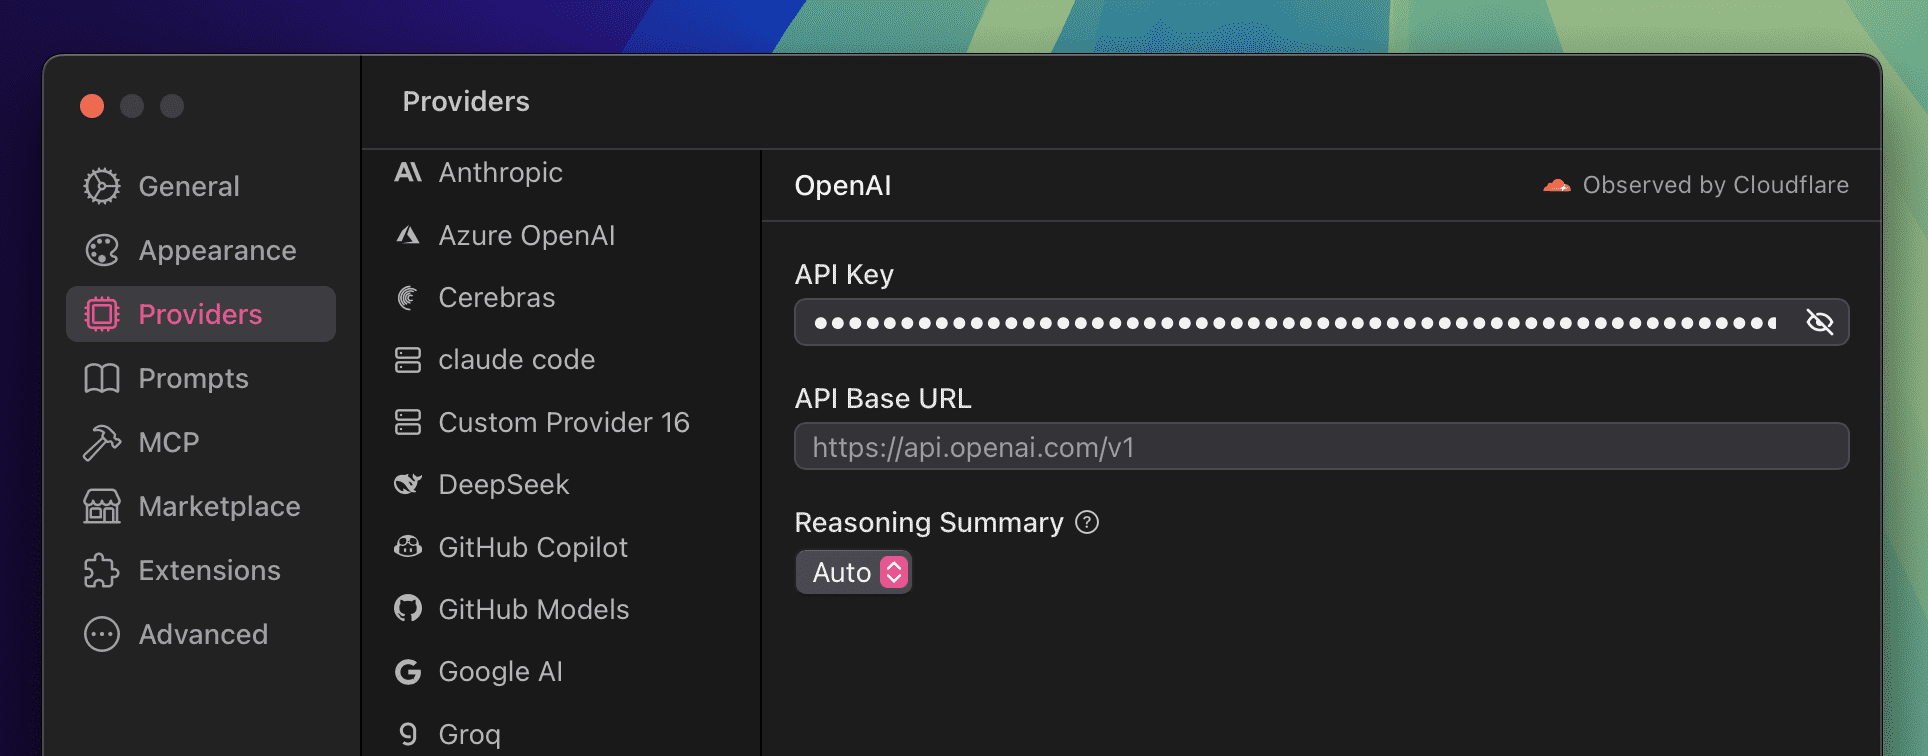 Providers
General
Appearance
Providers
Prompts
MCP
Marketplace
Extensions
Advanced
Anthropic
Azure OpenAI
Cerebras
claude code
Custom Provider 16
DeepSeek
GitHub Copilot
GitHub Models
Google AI
Groq
OpenAI
Observed by Cloudflare
API Key
API Base URL
https://api.openai.com/v1
Reasoning Summary ?
Auto